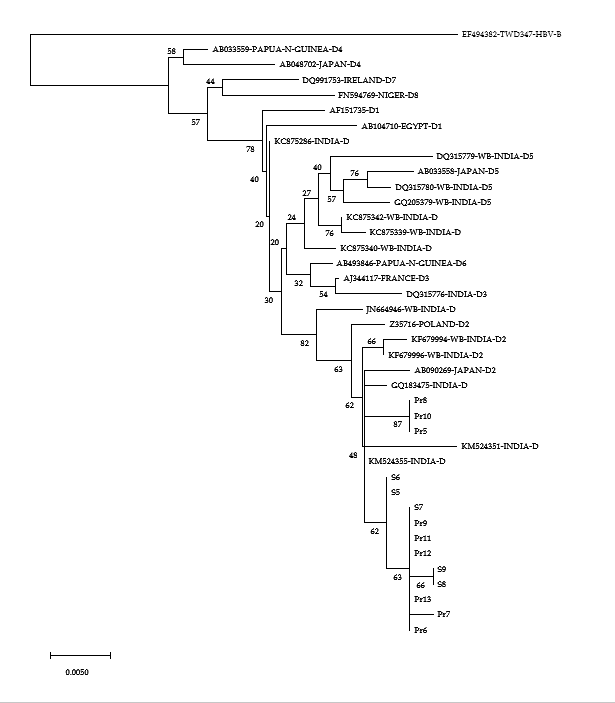 EF494382-TWD347-HBV-B
58
AB033559-PAPUA-N-GUINEA-D4
AB048702-JAPAN-D4
44
DQ991753-IRELAND-D7
FN594769-NIGER-D8
57
AF151735-D1
AB104710-EGYPT-D1
78
KC875286-INDIA-D
DQ315779-WB-INDIA-D5
40
76
AB033558-JAPAN-D5
40
DQ315780-WB-INDIA-D5
27
57
GQ205379-WB-INDIA-D5
24
KC875342-WB-INDIA-D
20
76
KC875339-WB-INDIA-D
20
KC875340-WB-INDIA-D
AB493846-PAPUA-N-GUINEA-D6
32
AJ344117-FRANCE-D3
54
DQ315776-INDIA-D3
30
JN664946-WB-INDIA-D
Z35716-POLAND-D2
82
66
KF679994-WB-INDIA-D2
KF679996-WB-INDIA-D2
63
AB090269-JAPAN-D2
GQ183475-INDIA-D
62
Pr8
Pr10
87
Pr5
KM524351-INDIA-D
48
KM524355-INDIA-D
S6
S5
S7
Pr9
62
Pr11
Pr12
S9
63
66
S8
Pr13
Pr7
Pr6
0.0050